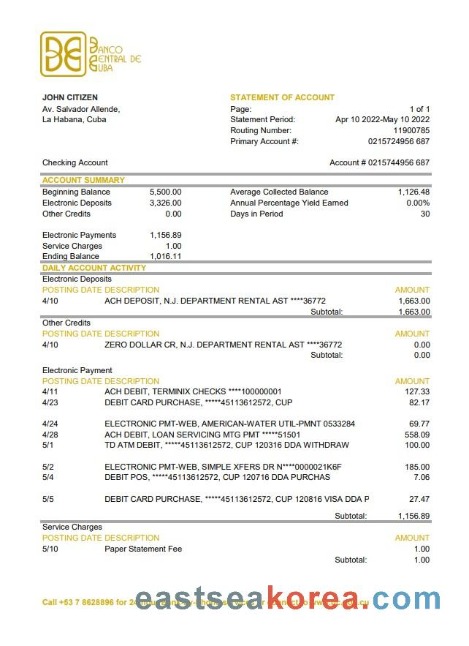 BANCO
CENTRAL DE
CUBA
JOHN CITIZEN
Av. Salvador Allende,
La Habana, Cuba
STATEMENT OF ACCOUNT
Page: 1 of 1
Statement Period: Apr 10 2022-May 10 2022
Routing Number: 11900785
Primary Account #: 0215724956 687
Checking Account Account # 0215744956 687
ACCOUNT SUMMARY
Beginning Balance 5,500.00 Average Collected Balance 1,126.48
Electronic Deposits 3,326.00 Annual Percentage Yield Earned 0.00%
Other Credits 0.00 Days in Period 30
Electronic Payments 1,156.89
Service Charges 1.00
Ending Balance 1,016.11
DAILY ACCOUNT ACTIVITY
Electronic Deposits
POSTING DATE DESCRIPTION AMOUNT
4/10 ACH DEPOSIT, N.J. DEPARTMENT RENTAL AST ****36772 1,663.00
Subtotal: 1,663.00
Other Credits
POSTING DATE DESCRIPTION AMOUNT
4/10 ZERO DOLLAR CR, N.J. DEPARTMENT RENTAL AST ****36772 0.00
Subtotal: 0.00
Electronic Payment
POSTING DATE DESCRIPTION AMOUNT
4/11 ACH DEBIT, TERMINIX CHECKS ****100000001 127.33
4/23 DEBIT CARD PURCHASE, *****45113612572, CUP 82.17
4/24 ELECTRONIC PMT-WEB, AMERICAN-WATER UTIL-PMNT 0533284 69.77
4/28 ACH DEBIT, LOAN SERVICING MTG PMT *****51501 558.09
5/1 TD ATM DEBIT, *****45113612572, CUP 120316 DDA WITHDRAW 100.00
5/2 ELECTRONIC PMT-WEB, SIMPLE XFERS DR N****0000021K6F 185.00
5/4 DEBIT POS, *****45113612572, CUP 120716 DDA PURCHAS 7.06
5/5 DEBIT CARD PURCHASE, *****45113612572, CUP 120816 VISA DDA P 27.47
Subtotal: 1,156.89
Service Charges
POSTING DATE DESCRIPTION AMOUNT
5/10 Paper Statement Fee 1.00
Subtotal: 1.00
Call +53 7 8628896 for 24
eastseakorea.com